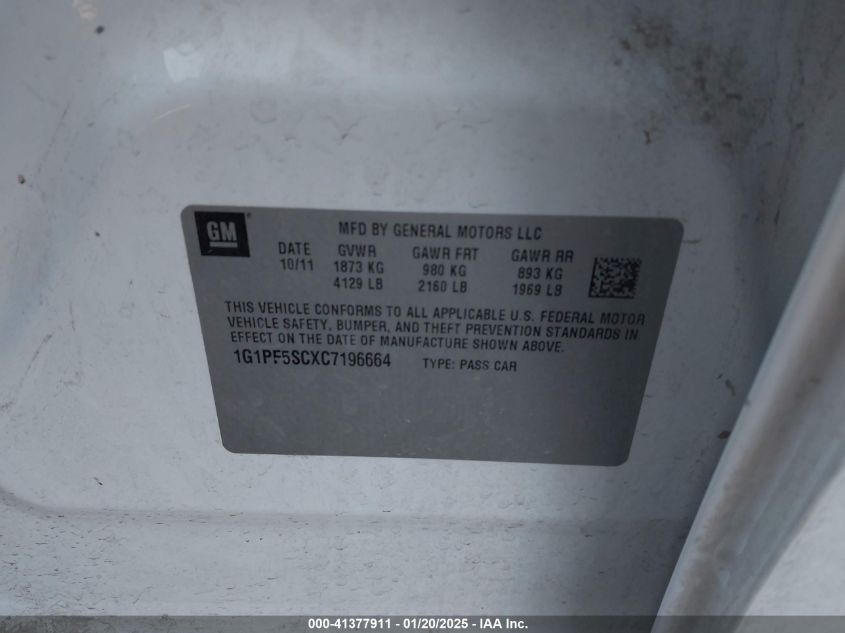 GM
MFD BY GENERAL MOTORS LLC
DATE GVWR GAWR FRT GAWR RR
10/11 1873 KG 980 KG 893 KG
4129 LB 2160 LB 1969 LB
THIS VEHICLE CONFORMS TO ALL APPLICABLE U.S. FEDERAL MOTOR
VEHICLE SAFETY, BUMPER, AND THEFT PREVENTION STANDARDS IN
EFFECT ON THE DATE OF MANUFACTURE SHOWN ABOVE.
1G1PF5SCXC7196664 TYPE: PASS CAR
000-41377911 - 01/20/2025 - IAA Inc.